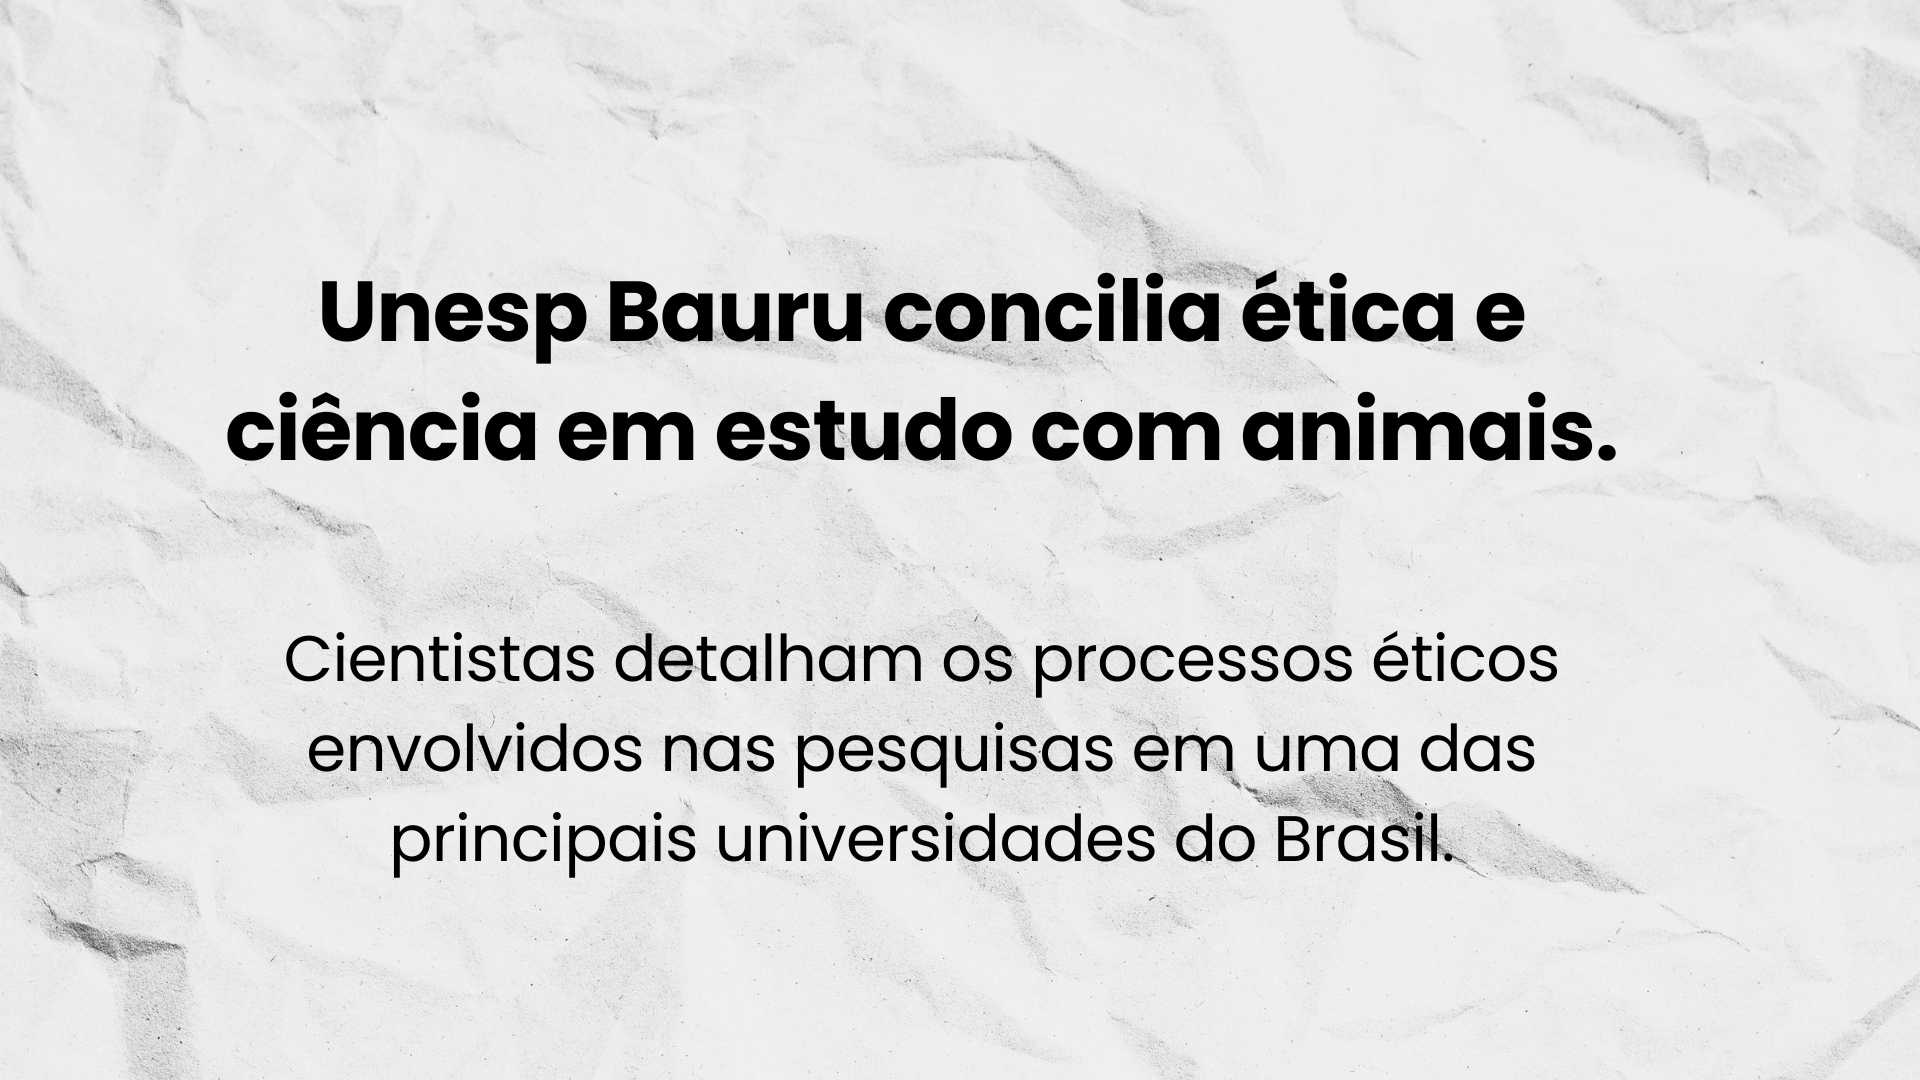 Unesp Bauru concilia ética e
ciência em estudo com animais.
Cientistas detalham os processos éticos
envolvidos nas pesquisas em uma das
principais universidades do Brasil.